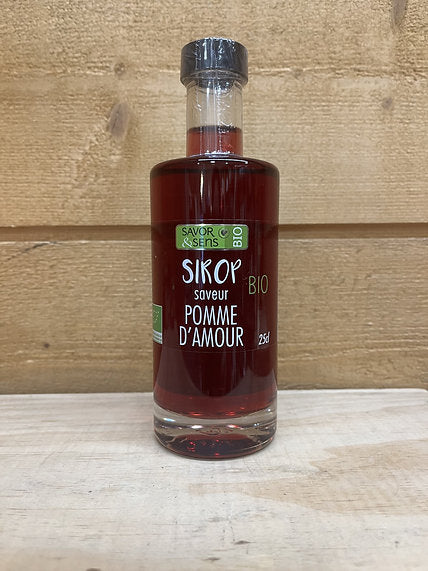 SAVOR
&SENS
BIO
SIROP
BIO
saveur
POMME
D'AMOUR
25cl